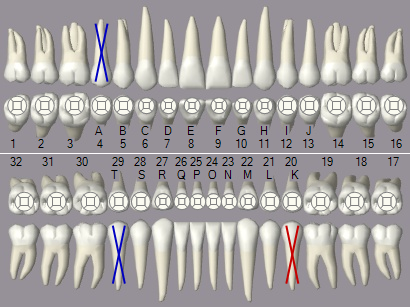 A B C D E F G H I J
1 2 3 4 5 6 7 8 9 10 11 12 13 14 15 16
32 31 30 29 28 27 26 25 24 23 22 21 20 19 18 17
T S R Q P O N M L K